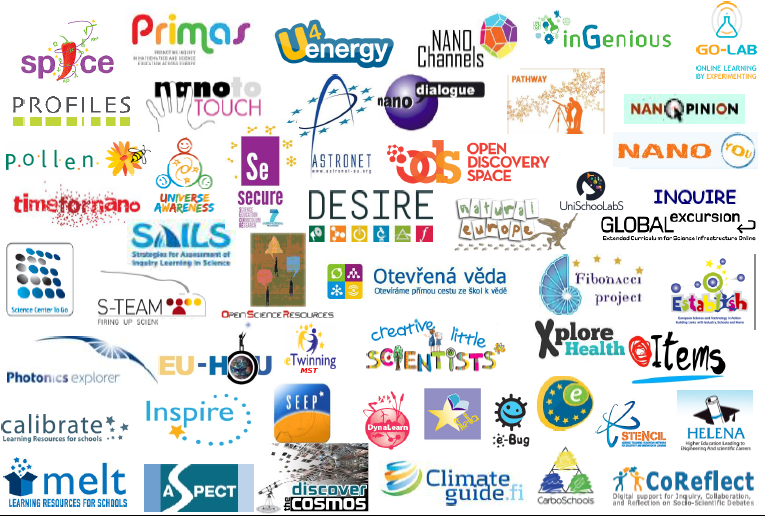 spice
Primas
PROMOTING INQUIRY
IN MATHEMATICS AND SCIENCE
EDUCATION ACROSS EUROPE
U4energy
NANO
Channels
inGenious
GO-LAB
ONLINE LEARNING
BY EXPERIMENTING
PROFILES
nanoto
TOUCH
ASTRONET
www.astronet-eu.org
nano dialogue
PATHWAY
NANOPINION
pollen
UNIVERSE
AWARENESS
Se
secure
SCIENCE EDUCATION
CURRICULUM
RESEARCH
ods OPEN
DISCOVERY
SPACE
NANO YOU
timefornano
DESIRE
natural
europe
UniSchoolabS
INQUIRE
GLOBAL excursion
Extended Curriculum for Science Infrastructure Online
Science Center To Go
SAILS
Strategies for Assessment of
Inquiry Learning in Science
S-TEAM
FIRING UP SCIENC
OPEN SCIENCE RESOURCES
Otevřená věda
Otevíráme přímou cestu ze škol k vědě
Fibonacci
project
Establish
Photonics explorer
EU-HOU
eTwinning
MST
creative little
SCIENTISTS
Xplore
Health
Items
calibrate
Learning Resources for schools
Inspire
SEEP
DynaLearn
e-Bug
e
STENCIL
HELENA
Higher Education Leading to
Engineering And scientific Careers
melt
LEARNING RESOURCES FOR SCHOOLS
ASPECT
the discover
COSMOS
Climate
guide.fi
CarboSchools
CoReflect
Digital support for Inquiry, Collaboration,
and Reflection on Socio-Scientific Debates